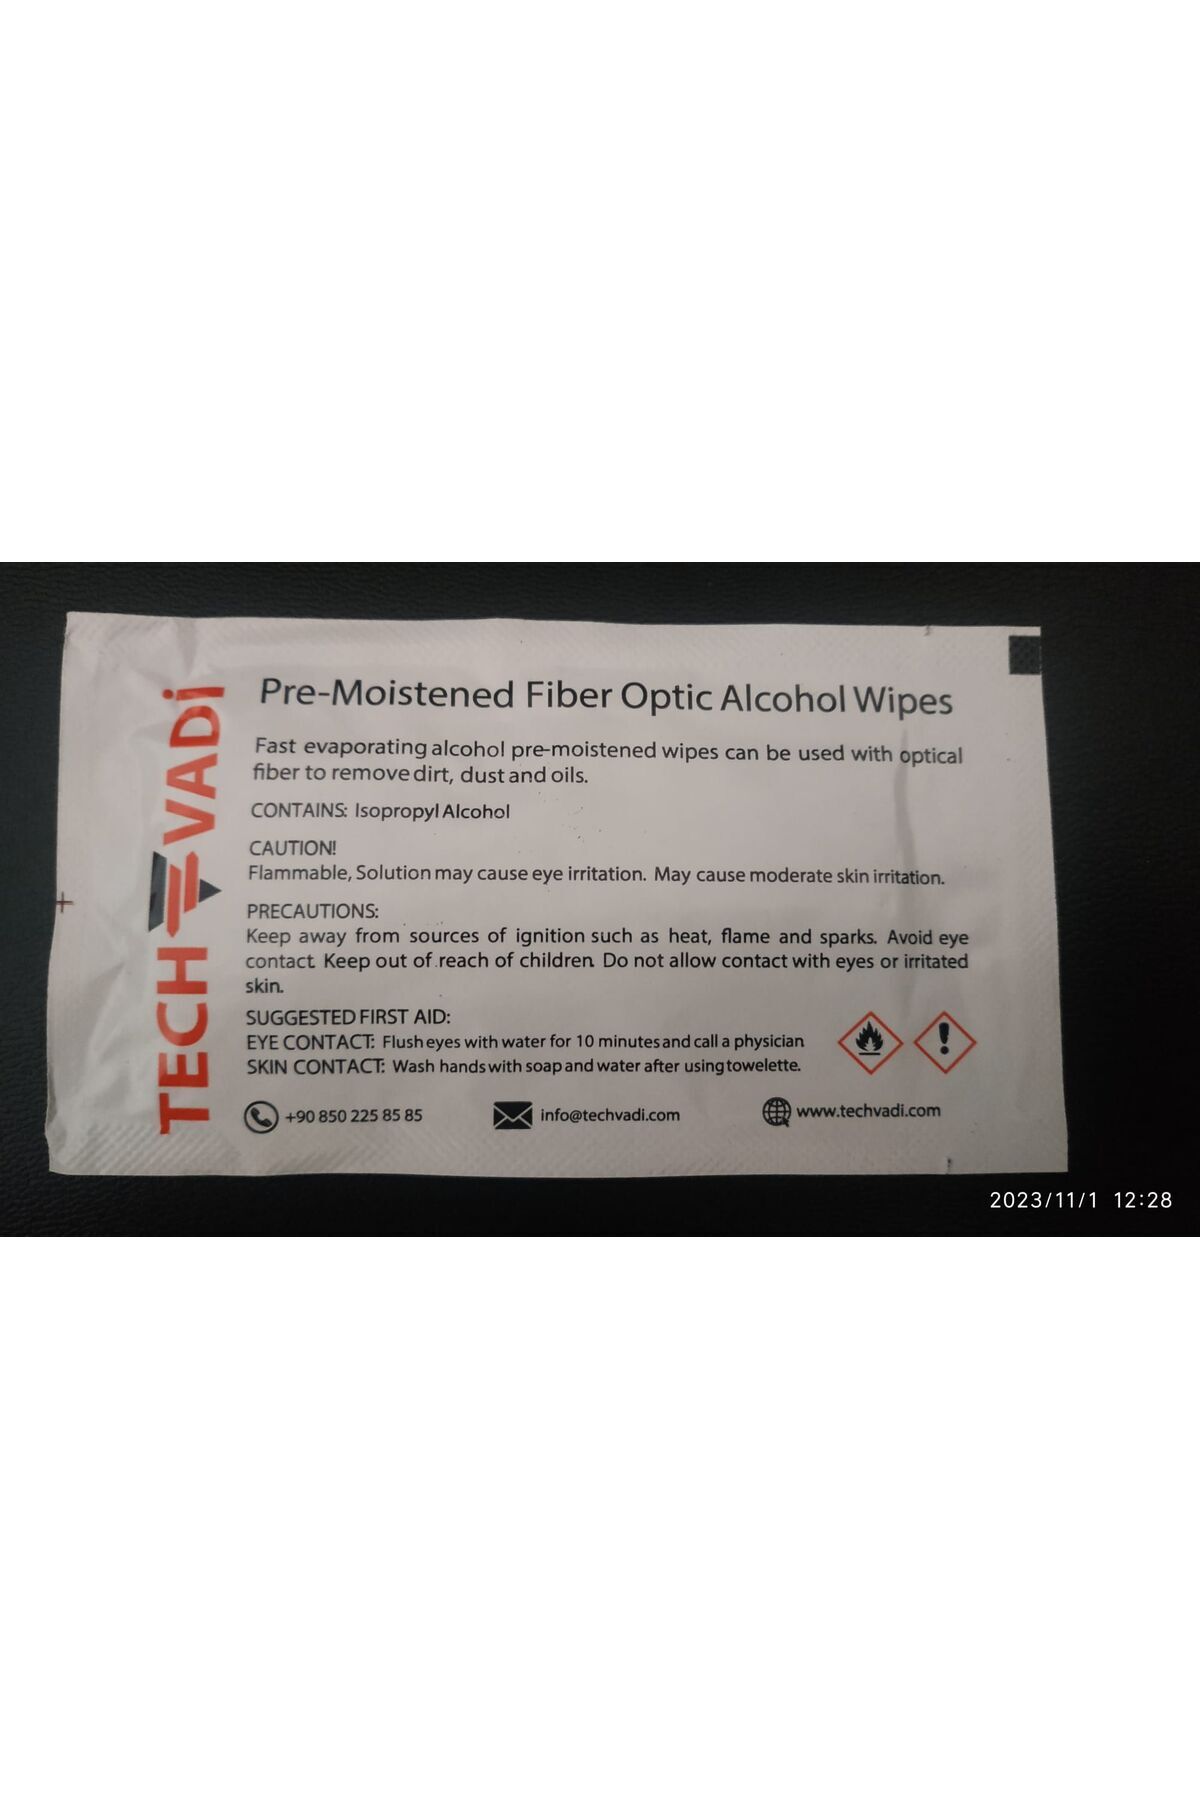 TECH VADİ
Pre-Moistened Fiber Optic Alcohol Wipes
Fast evaporating alcohol pre-moistened wipes can be used with optical
fiber to remove dirt, dust and oils.
CONTAINS: Isopropyl Alcohol
CAUTION!
Flammable, Solution may cause eye irritation. May cause moderate skin irritation.
PRECAUTIONS:
Keep away from sources of ignition such as heat, flame and sparks. Avoid eye
contact. Keep out of reach of children. Do not allow contact with eyes or irritated
skin.
SUGGESTED FIRST AID:
EYE CONTACT: Flush eyes with water for 10 minutes and call a physician
SKIN CONTACT: Wash hands with soap and water after using towelette.
+90 850 225 85 85 info@techvadi.com www.techvadi.com
2023/11/1 12:28